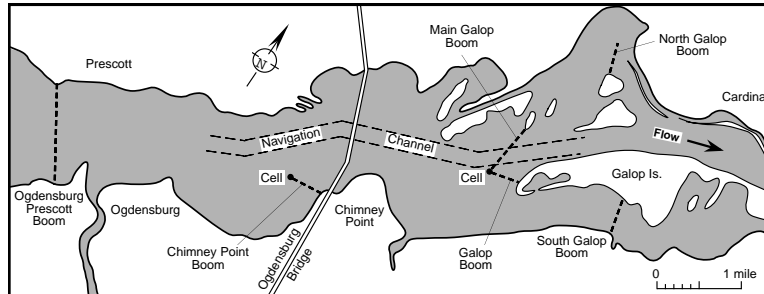 Prescott
N
Main Galop
Boom
North Galop
Boom
Cardina
Navigation
Channel
Flow
Cell
Cell
Galop Is.
Ogdensburg
Prescott
Boom
Ogdensburg
Chimney Point
Boom
Ogdensburg
Bridge
Chimney
Point
Galop
Boom
South Galop
Boom
0 1 mile